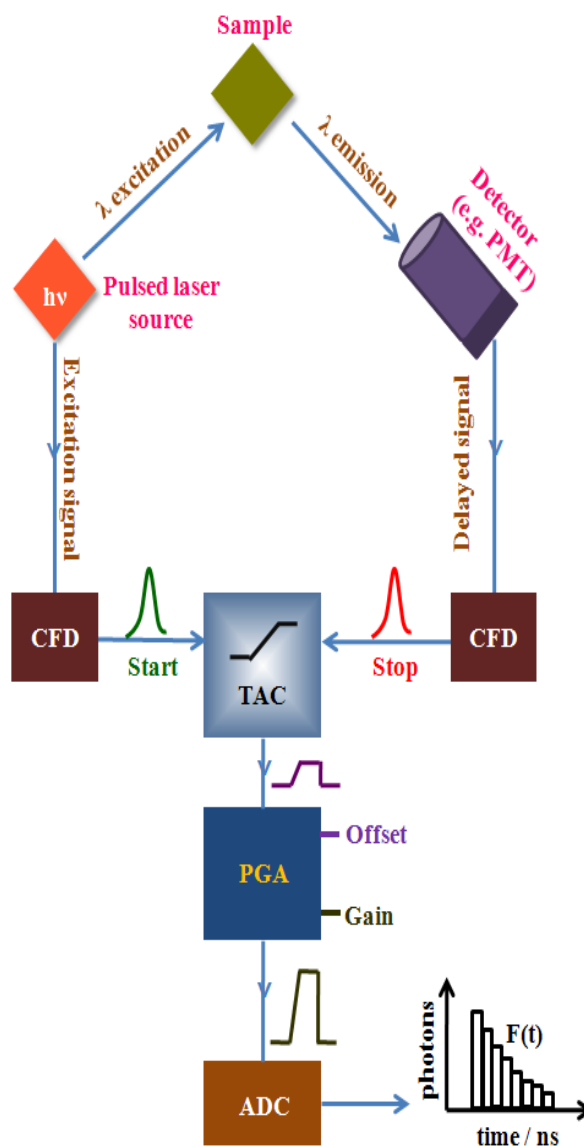 Sample
λ excitation
λ emission
Detector
(e.g. PMT)
hν
Pulsed laser
source
Excitation signal
Delayed signal
CFD
Start
TAC
Stop
CFD
Offset
PGA
Gain
ADC
photons
F(t)
time / ns